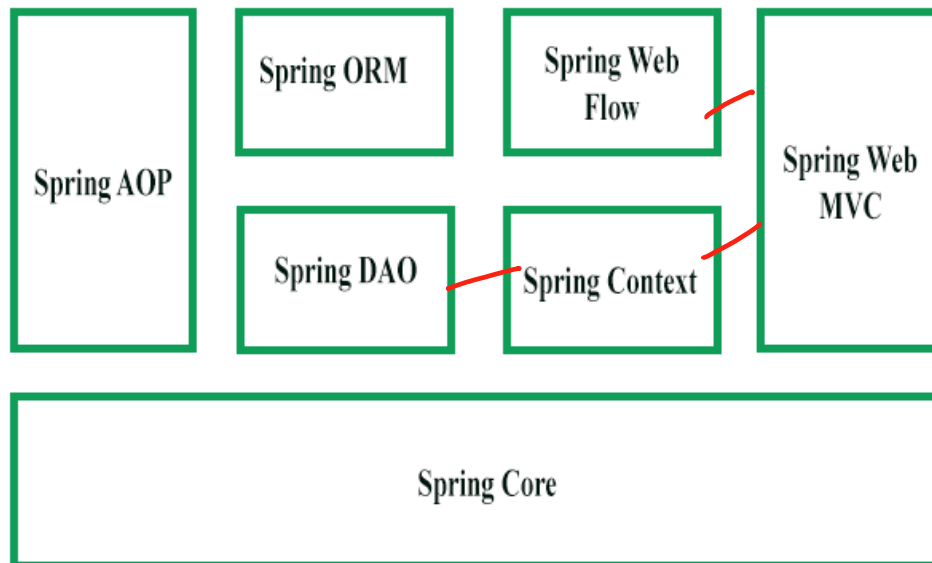 Spring AOP
Spring ORM
Spring Web
Flow
Spring Web
MVC
Spring DAO
Spring Context
Spring Core